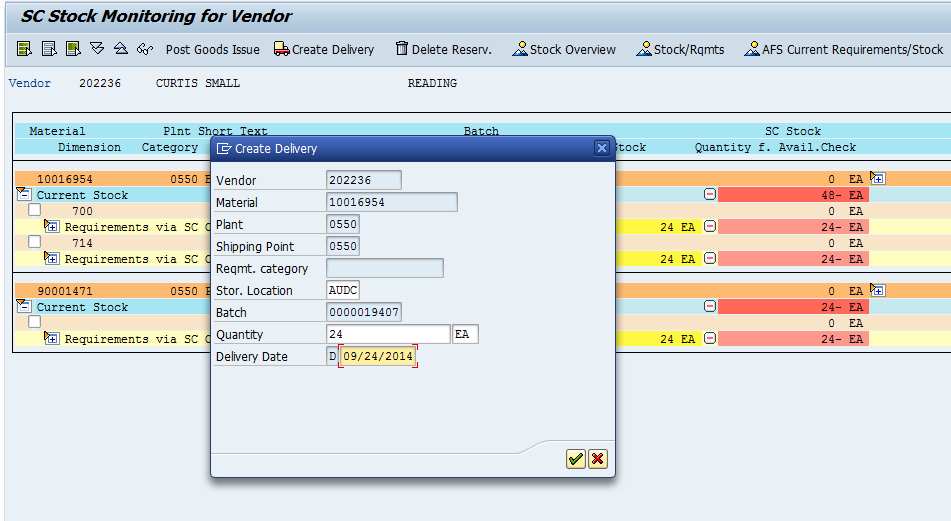 SC Stock Monitoring for Vendor
Post Goods Issue Create Delivery Delete Reserv. Stock Overview Stock/Rqmts AFS Current Requirements/Stock
Vendor 202236 CURTIS SMALL READING
Material Plnt Short Text Batch SC Stock
Dimension Category Stock Quantity f. Avail.Check
10016954 0550 0 EA
Current Stock 48- EA
700 0 EA
Requirements via SC 24 EA 24- EA
714 0 EA
Requirements via SC 24 EA 24- EA
90001471 0550 0 EA
Current Stock 24- EA
0 EA
Requirements via SC 24 EA 24- EA
Create Delivery
Vendor 202236
Material 10016954
Plant 0550
Shipping Point 0550
Reqmt. category
Stor. Location AUDC
Batch 0000019407
Quantity 24 EA
Delivery Date D 09/24/2014